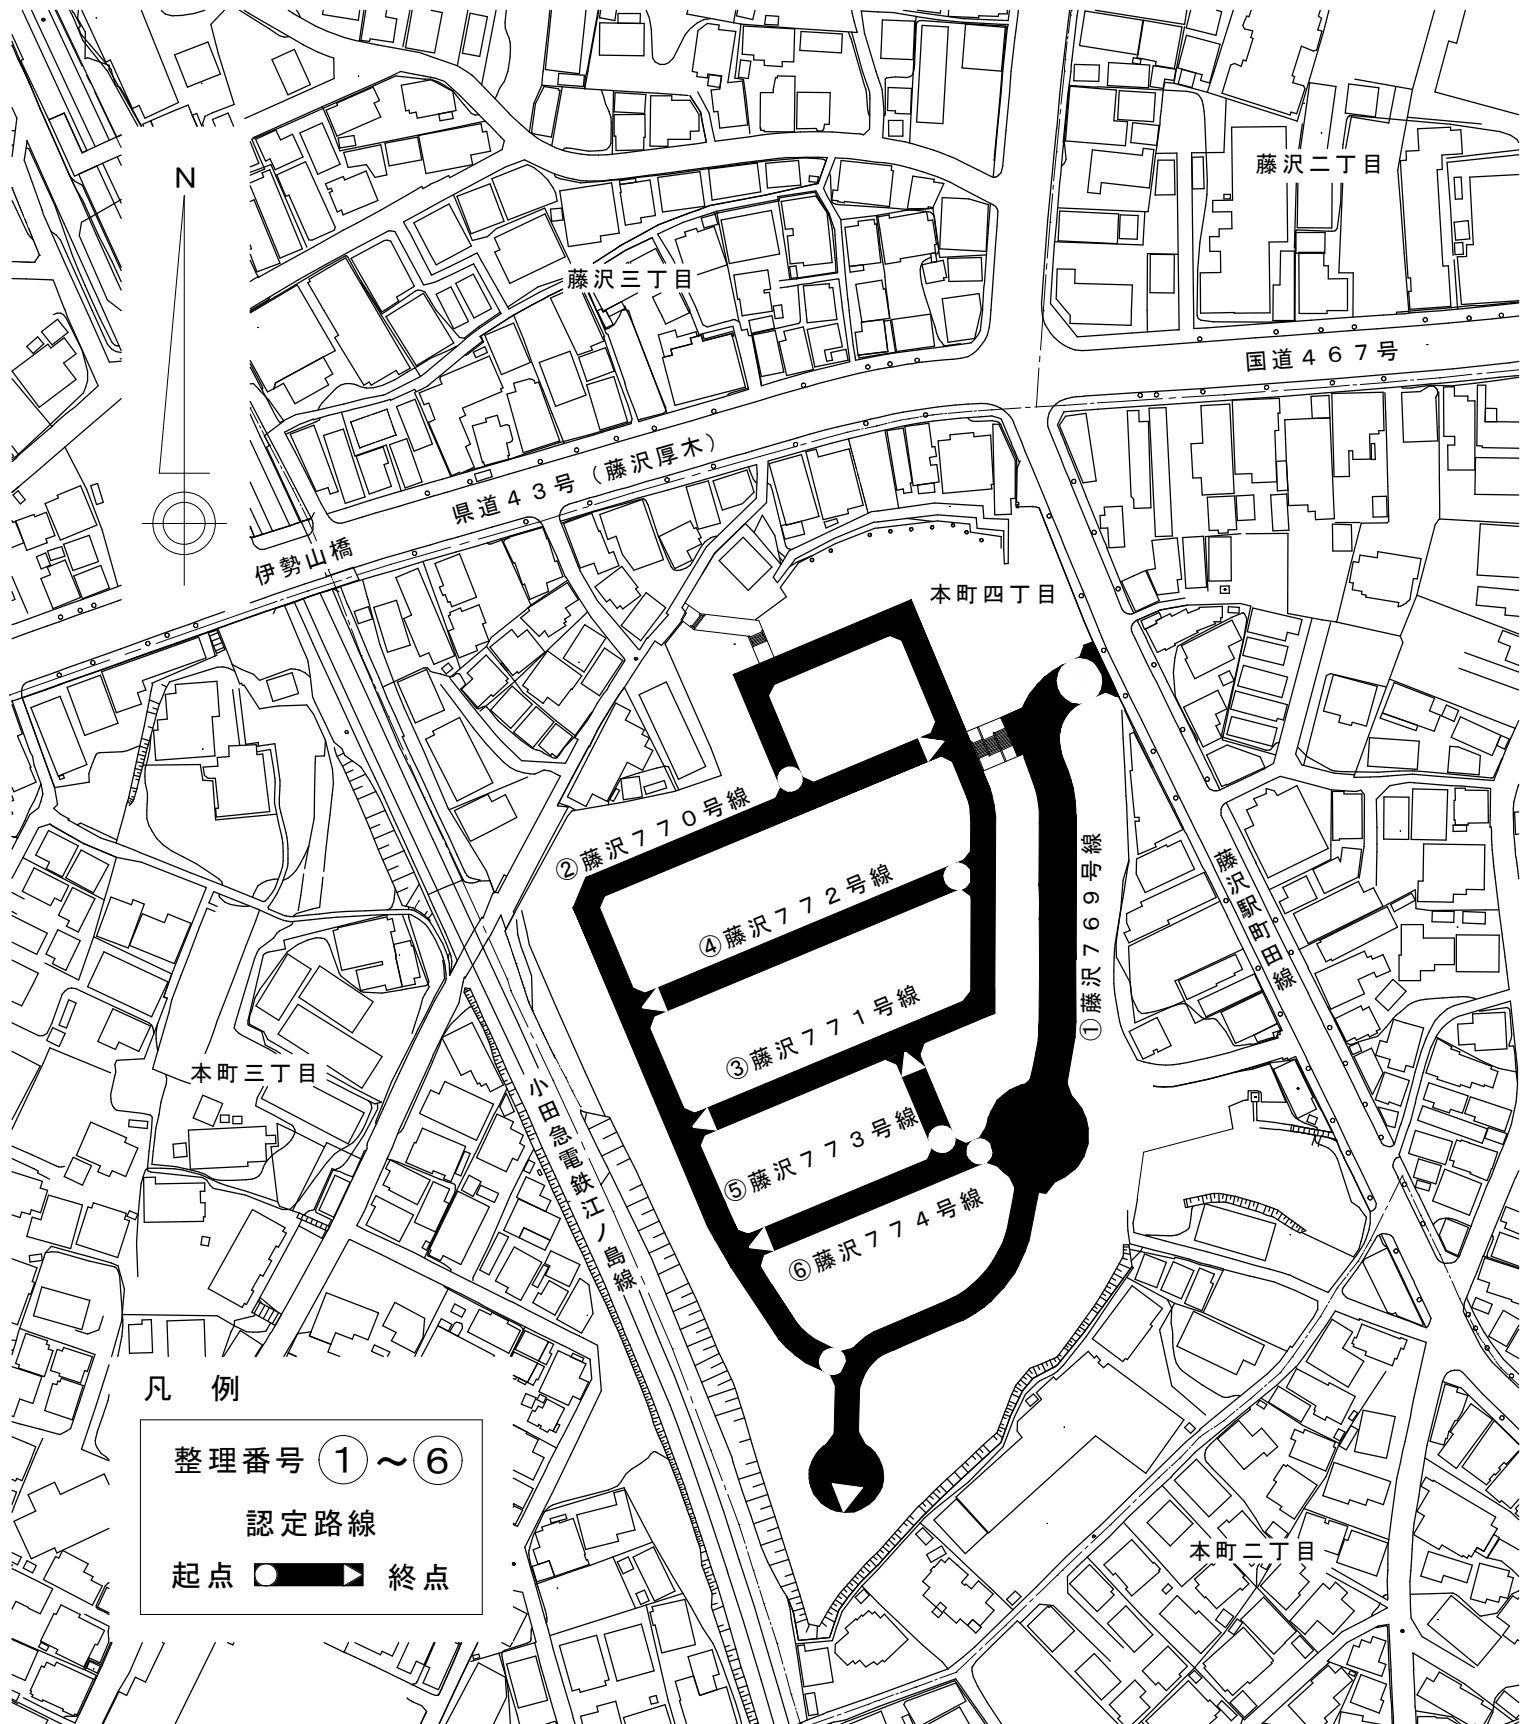 N
藤沢二丁目
藤沢三丁目
国道４６７号
県道４３号（藤沢厚木）
伊勢山橋
本町四丁目
②藤沢７７０号線
④藤沢７７２号線
①藤沢７６９号線
藤沢駅町田線
③藤沢７７１号線
本町三丁目
小田急電鉄江ノ島線
⑤藤沢７７３号線
⑥藤沢７７４号線
凡　例
整理番号 ①～⑥
認定路線
起点 終点
本町二丁目